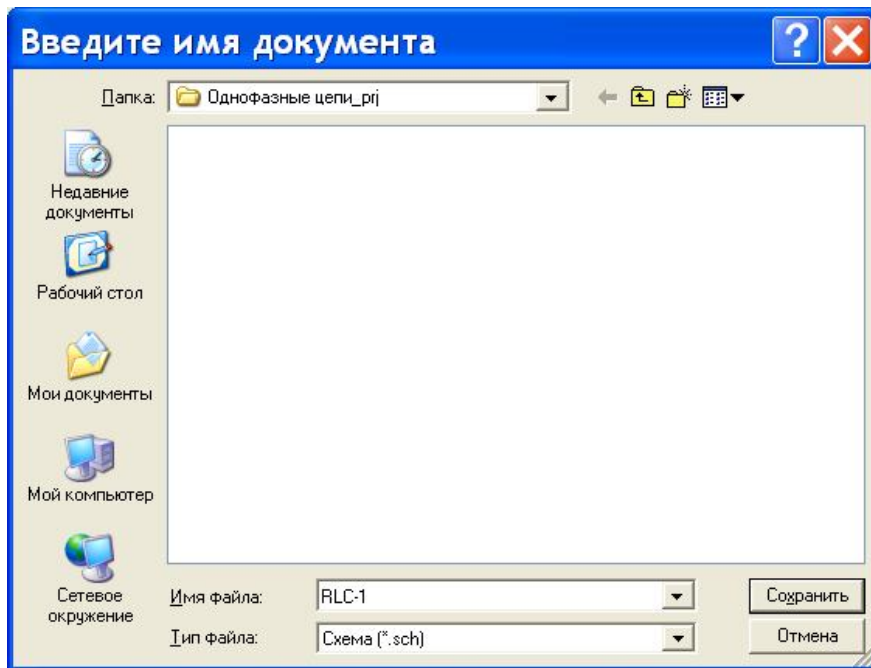 Введите имя документа
Папка: Однофазные цепи_prj
Недавние
документы
Рабочий стол
Мои документы
Мой компьютер
Сетевое
окружение
Имя файла: RLC-1 Сохранить
Тип файла: Схема (*.sch) Отмена